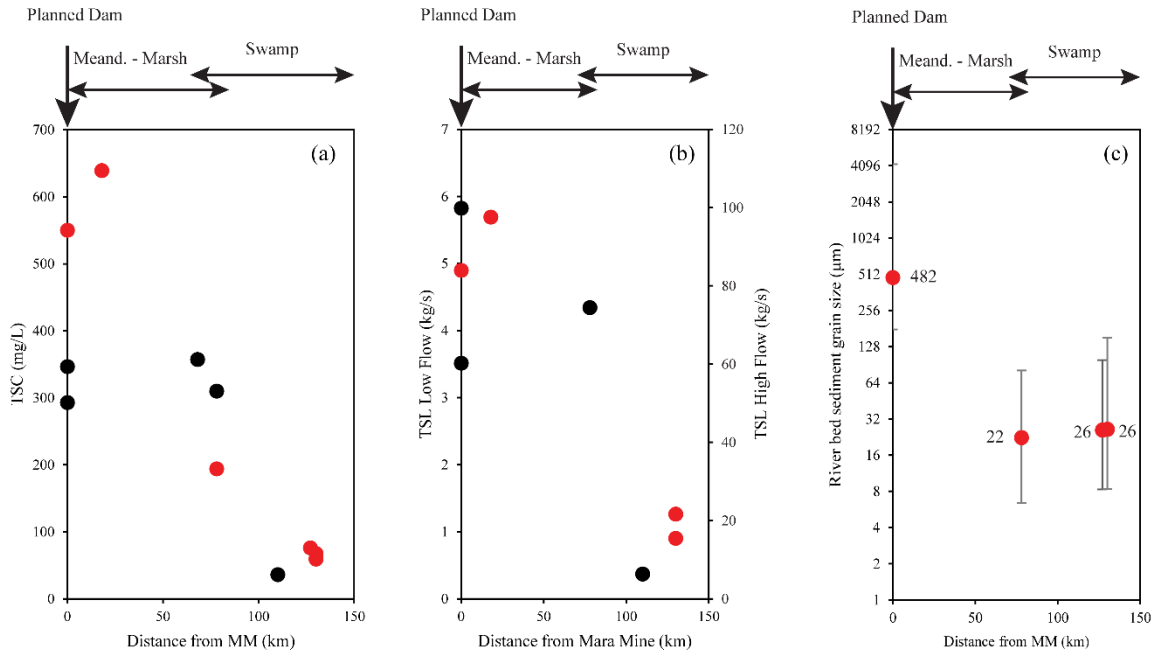 Planned Dam
Meand. - Marsh
Swamp
(a)
700
600
500
400
300
200
100
0
TSC (mg/L)
0
50
100
150
Distance from MM (km)
Planned Dam
Meand. - Marsh
Swamp
(b)
7
6
5
4
3
2
1
0
TSL Low Flow (kg/s)
120
100
80
60
40
20
0
TSL High Flow (kg/s)
0
50
100
150
Distance from Mara Mine (km)
Planned Dam
Meand. - Marsh
Swamp
(c)
8192
4096
2048
1024
512
256
128
64
32
16
8
4
2
1
River bed sediment grain size (μm)
482
22
26
26
0
50
100
150
Distance from MM (km)